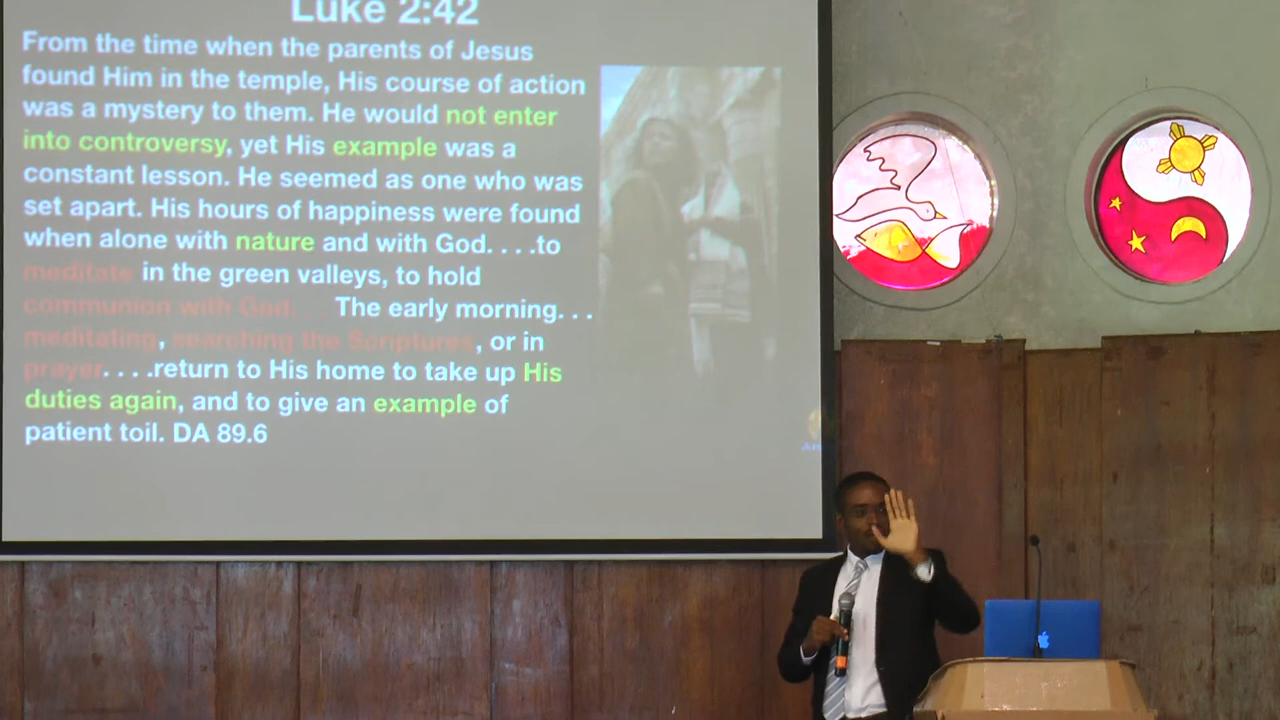 Luke 2:42
From the time when the parents of Jesus
found Him in the temple, His course of action
was a mystery to them. He would not enter
into controversy, yet His example was a
constant lesson. He seemed as one who was
set apart. His hours of happiness were found
when alone with nature and with God. . . .to
meditate in the green valleys, to hold
communion with God. . . The early morning. . .
meditating, searching the Scriptures, or in
prayer. . . .return to His home to take up His
duties again, and to give an example of
patient toil. DA 89.6